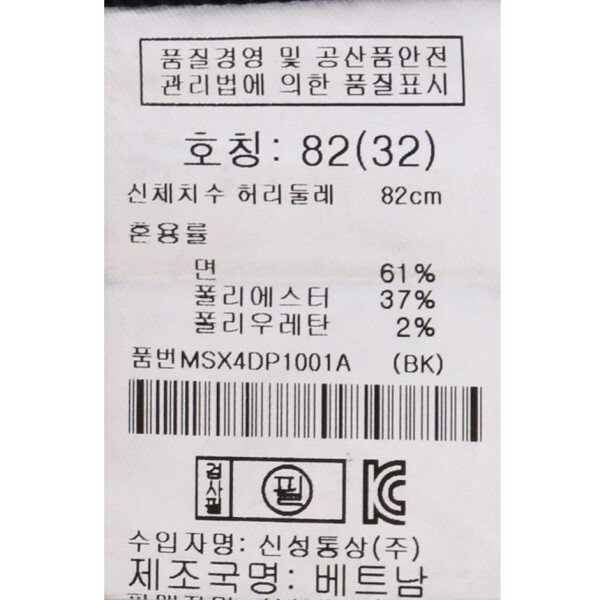 품질경영 및 공산품안전
관리법에 의한 품질표시
호칭: 82(32)
신체치수 허리둘레 82cm
혼용률
면 61%
폴리에스터 37%
폴리우레탄 2%
품번MSX4DP1001A (BK)
검사필 필 KC
수입자명: 신성통상(주)
제조국명: 베트남